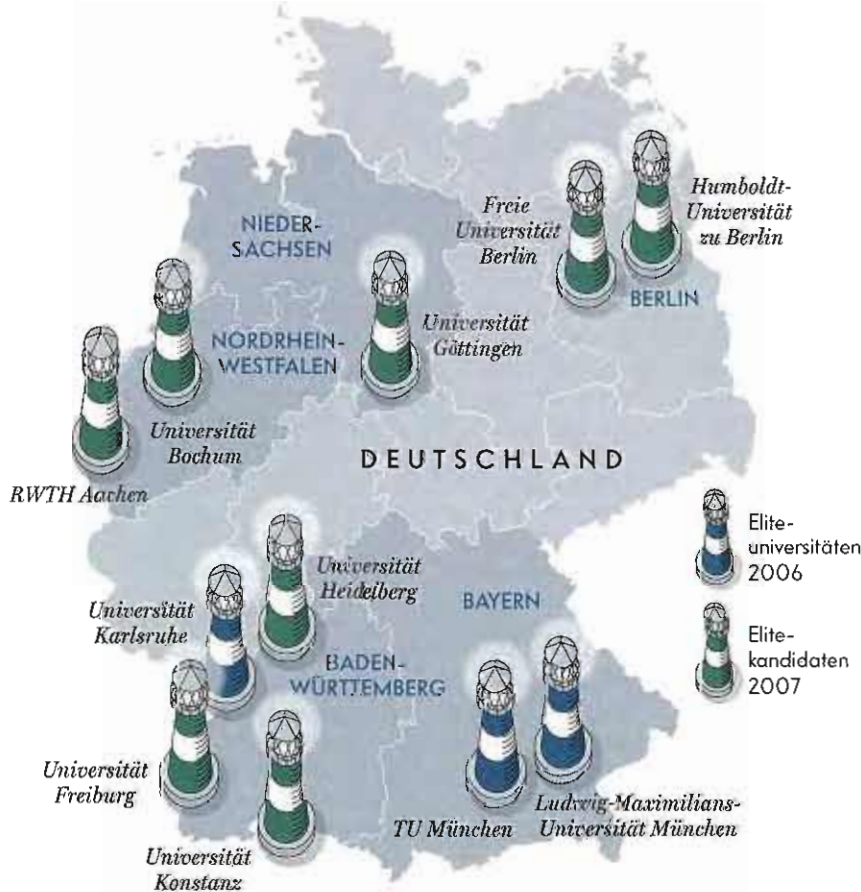 Humboldt-
Universität
zu Berlin
Freie
Universität
Berlin
BERLIN
NIEDER-
SACHSEN
NORDRHEIN-
WESTFALEN
Universität
Göttingen
Universität
Bochum
RWTH Aachen
DEUTSCHLAND
Elite-
universitäten
2006
Elite-
kandidaten
2007
Universität
Heidelberg
Universität
Karlsruhe
BAYERN
BADEN-
WÜRTTEMBERG
Universität
Freiburg
Universität
Konstanz
TU München
Ludwig-Maximilians-
Universität München